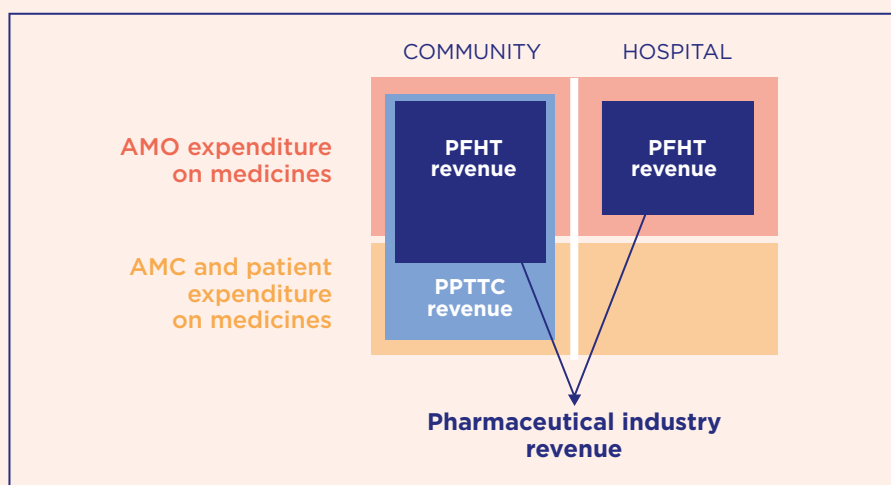 COMMUNITY
HOSPITAL
AMO expenditure
on medicines
PFHT
revenue
PFHT
revenue
AMC and patient
expenditure
on medicines
PPTTC
revenue
Pharmaceutical industry
revenue